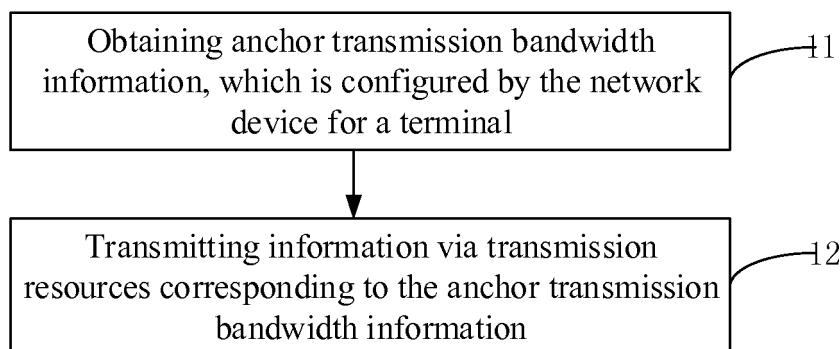 Obtaining anchor transmission bandwidth
information, which is configured by the network
device for a terminal
11
Transmitting information via transmission
resources corresponding to the anchor transmission
bandwidth information
12